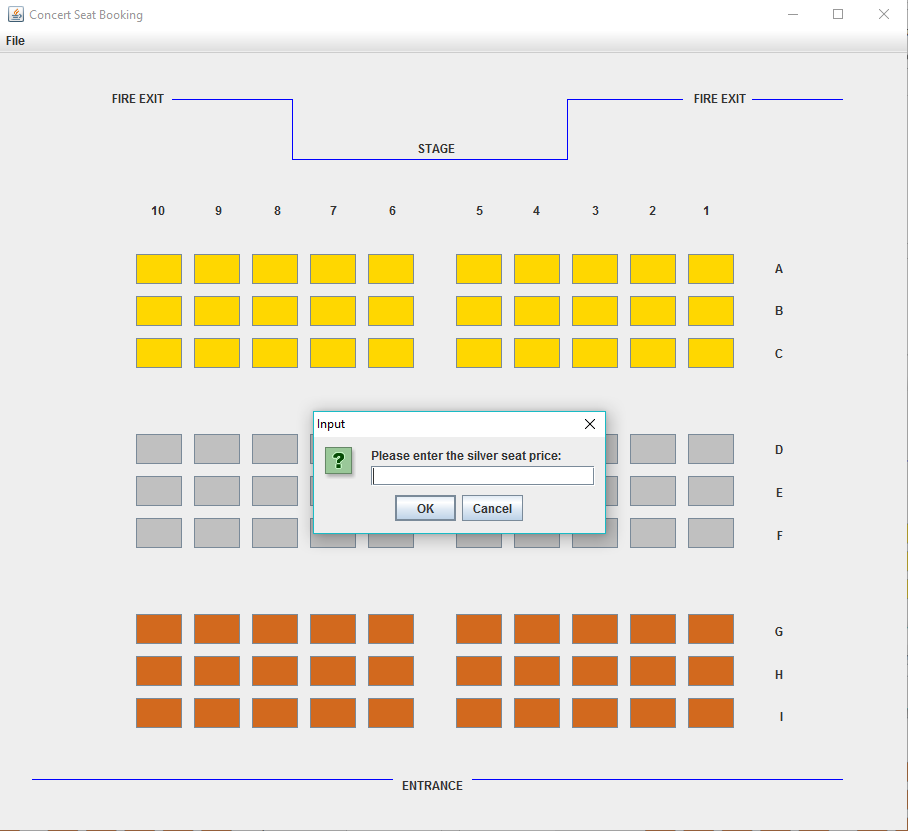 Concert Seat Booking
File
FIRE EXIT
FIRE EXIT
STAGE
10 9 8 7 6 5 4 3 2 1
A
B
C
Input
D
?
Please enter the silver seat price:
E
OK Cancel
F
G
H
I
ENTRANCE